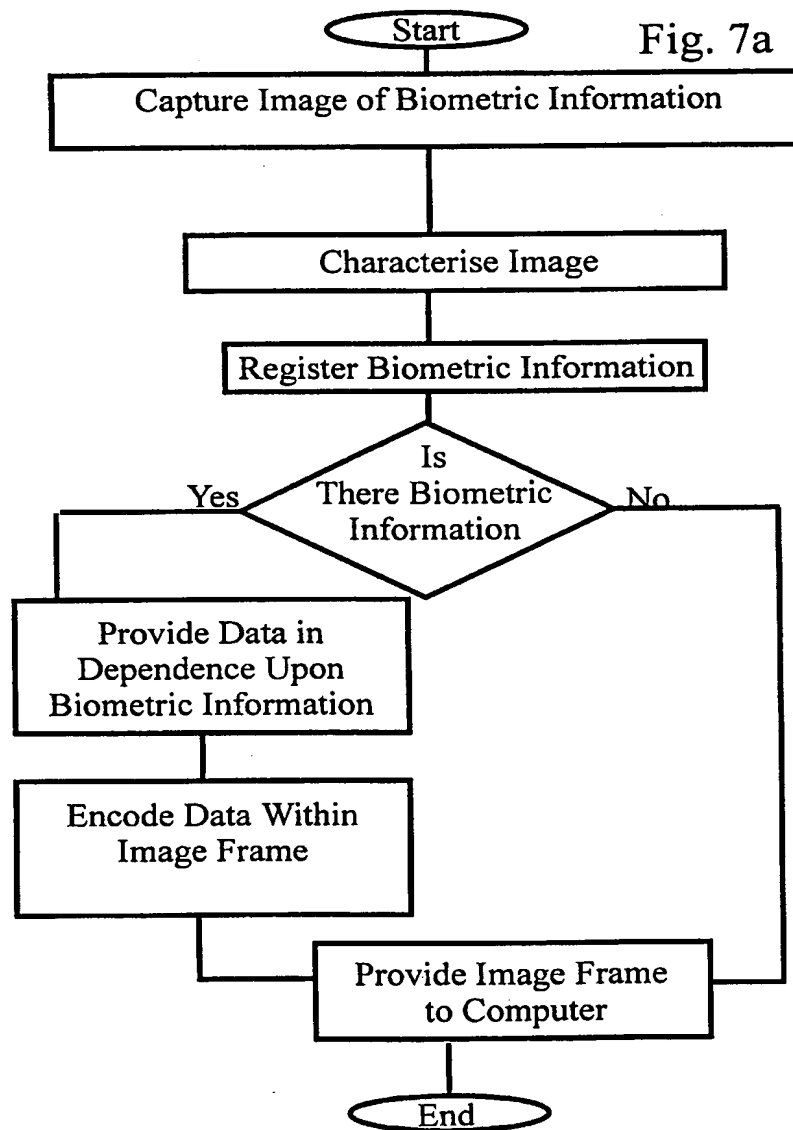 Start
Fig. 7a
Capture Image of Biometric Information
Characterise Image
Register Biometric Information
Is
There Biometric
Information
Yes
No
Provide Data in
Dependence Upon
Biometric Information
Encode Data Within
Image Frame
Provide Image Frame
to Computer
End